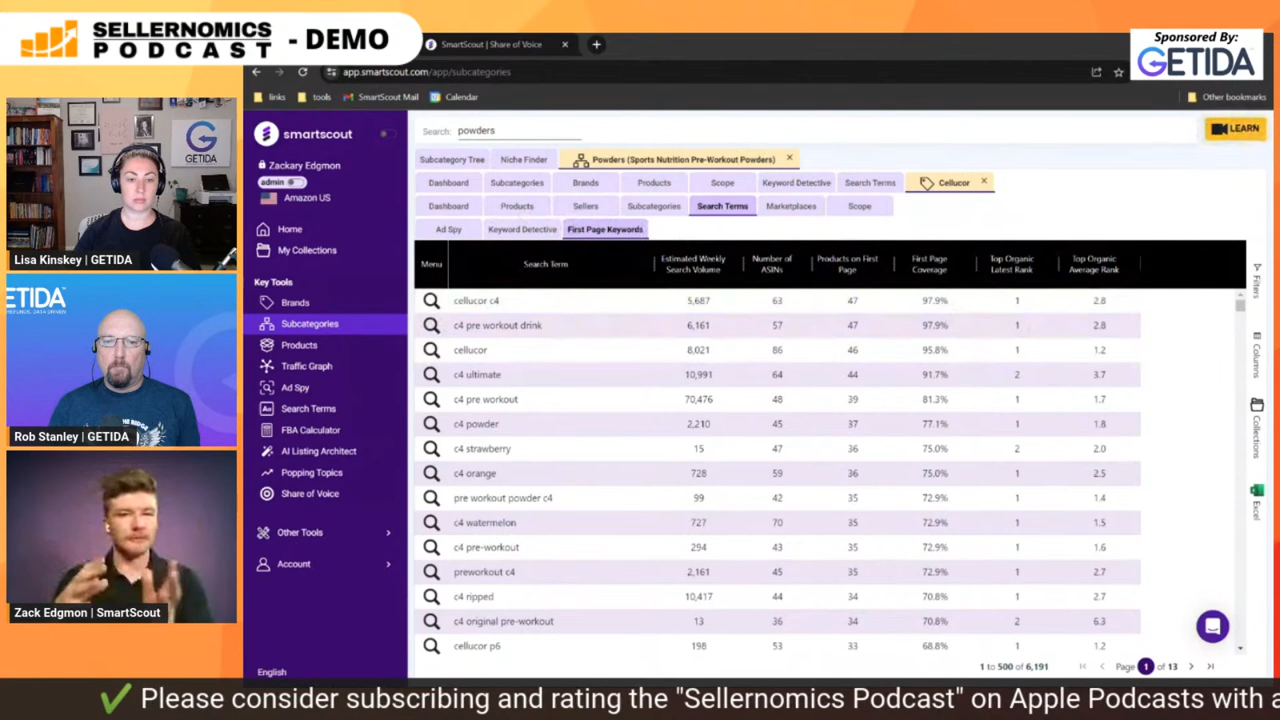 SELLERNOMICS
PODCAST
- DEMO
SmartScout | Share of Voice
Sponsored By:
GETIDA
app.smartscout.com/app/subcategories
links
tools
SmartScout Mail
Calendar
Other bookmarks
smartscout
Zackary Edgmon
admin
Amazon US
Home
My Collections
Key Tools
Brands
Subcategories
Products
Traffic Graph
Ad Spy
Search Terms
FBA Calculator
AI Listing Architect
Popping Topics
Share of Voice
Other Tools
Account
English
Search: powders
LEARN
Subcategory Tree Niche Finder Powders (Sports Nutrition Pre-Workout Powders)
Dashboard Subcategories Brands Products Scope Keyword Detective Search Terms Cellucor
Dashboard Products Sellers Subcategories Search Terms Marketplaces Scope
Ad Spy Keyword Detective First Page Keywords
Menu Search Term Estimated Weekly Search Volume Number of ASINs Products on First Page First Page Coverage Top Organic Latest Rank Top Organic Average Rank
cellucor c4 5,687 63 47 97.9% 1 2.8
c4 pre workout drink 6,161 57 47 97.9% 1 2.8
cellucor 8,021 86 46 95.8% 1 1.2
c4 ultimate 10,991 64 44 91.7% 2 3.7
c4 pre workout 70,476 48 39 81.3% 1 1.7
c4 powder 2,210 45 37 77.1% 1 1.8
c4 strawberry 15 47 36 75.0% 2 2.0
c4 orange 728 59 36 75.0% 1 2.5
pre workout powder c4 99 42 35 72.9% 1 1.4
c4 watermelon 727 70 35 72.9% 1 1.5
c4 pre-workout 294 43 35 72.9% 1 1.6
preworkout c4 2,161 45 35 72.9% 1 2.7
c4 ripped 10,417 44 34 70.8% 1 2.7
c4 original pre-workout 13 36 34 70.8% 2 6.3
cellucor p6 198 53 33 68.8% 1 1.2
1 to 500 of 6,191 Page 1 of 13
Filters
Columns
Collections
Excel
GETIDA
Lisa Kinskey | GETIDA
ETIDA
Rob Stanley | GETIDA
Zack Edgmon | SmartScout
✔ Please consider subscribing and rating the "Sellernomics Podcast" on Apple Podcasts with a